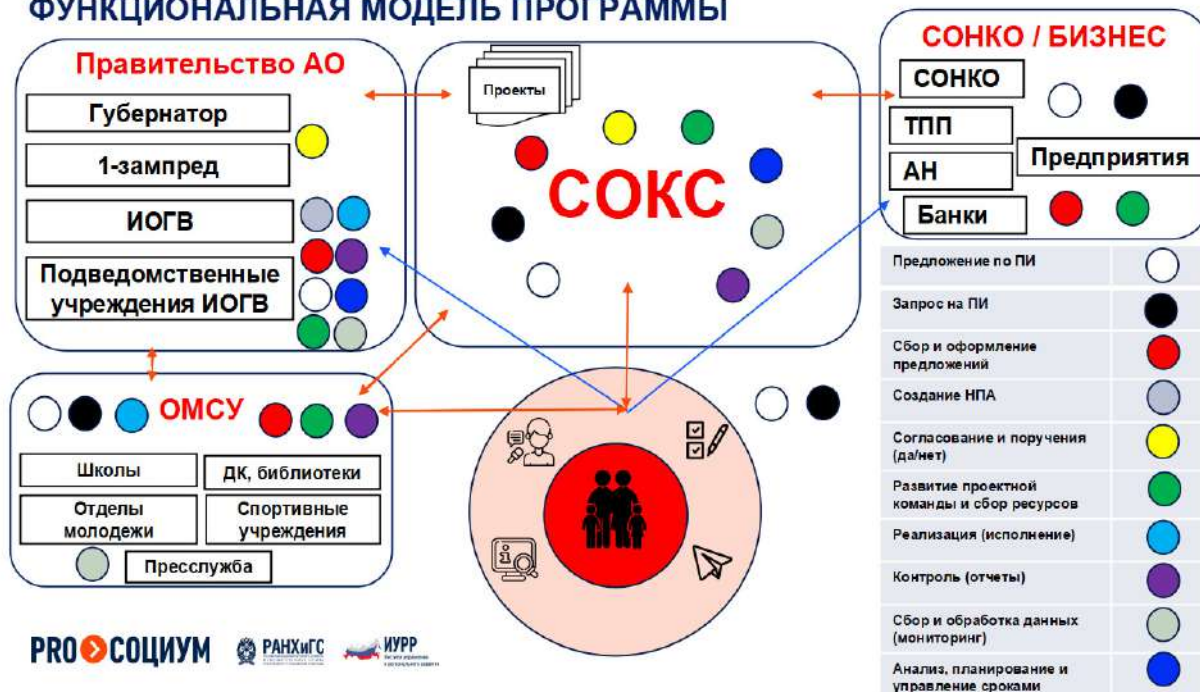 ФУНКЦИОНАЛЬНАЯ МОДЕЛЬ ПРОГРАММЫ
Правительство АО
Губернатор
1-зампред
ИОГВ
Подведомственные
учреждения ИОГВ
Проекты
СОКС
СОНКО / БИЗНЕС
СОНКО
ТПП
АН
Банки
Предприятия
ОМСУ
Школы
ДК, библиотеки
Отделы
молодежи
Спортивные
учреждения
Пресслужба
Предложение по ПИ
Запрос на ПИ
Сбор и оформление
предложений
Создание НПА
Согласование и поручения
(да/нет)
Развитие проектной
команды и сбор ресурсов
Реализация (исполнение)
Контроль (отчеты)
Сбор и обработка данных
(мониторинг)
Анализ, планирование и
управление сроками
PRO СОЦИУМ
РАНХиГС
ИУРР